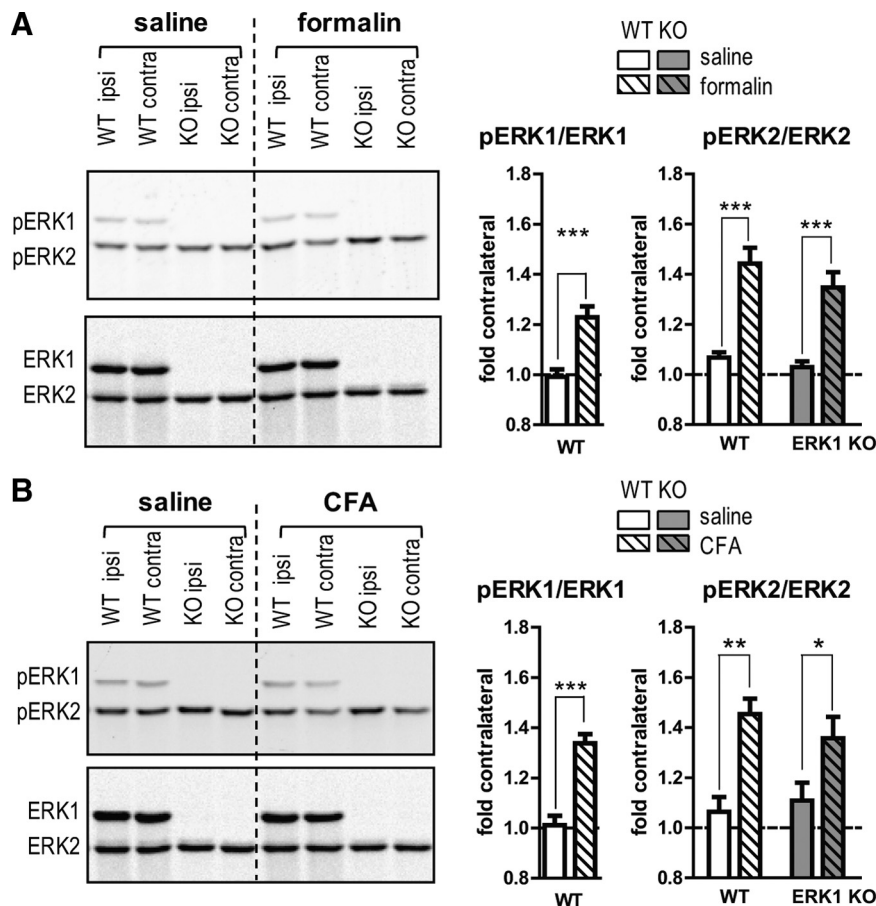 A
saline
formalin
WT ipsi
WT contra
KO ipsi
KO contra
WT ipsi
WT contra
KO ipsi
KO contra
pERK1
pERK2
ERK1
ERK2
WT KO
saline
formalin
pERK1/ERK1
pERK2/ERK2
fold contralateral
1.8
1.6
1.4
1.2
1.0
0.8
***
WT
fold contralateral
1.8
1.6
1.4
1.2
1.0
0.8
***
***
WT
ERK1 KO
B
saline
CFA
WT ipsi
WT contra
KO ipsi
KO contra
WT ipsi
WT contra
KO ipsi
KO contra
pERK1
pERK2
ERK1
ERK2
WT KO
saline
CFA
pERK1/ERK1
pERK2/ERK2
fold contralateral
1.8
1.6
1.4
1.2
1.0
0.8
***
WT
fold contralateral
1.8
1.6
1.4
1.2
1.0
0.8
**
*
WT
ERK1 KO